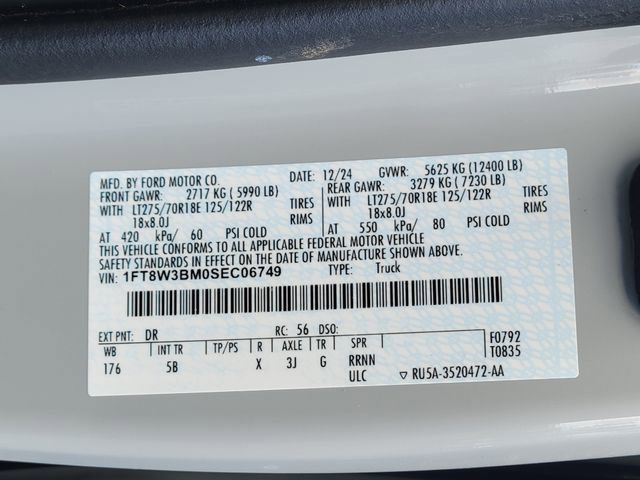 MFD. BY FORD MOTOR CO. DATE: 12/24 GVWR: 5625 KG (12400 LB)
FRONT GAWR: 2717 KG ( 5990 LB) REAR GAWR: 3279 KG ( 7230 LB)
WITH LT275/70R18E 125/122R TIRES WITH LT275/70R18E 125/122R TIRES
18x8.0J RIMS 18x8.0J RIMS
AT 420 kPa/ 60 PSI COLD AT 550 kPa/ 80 PSI COLD
THIS VEHICLE CONFORMS TO ALL APPLICABLE FEDERAL MOTOR VEHICLE
SAFETY STANDARDS IN EFFECT ON THE DATE OF MANUFACTURE SHOWN ABOVE.
VIN: 1FT8W3BM0SEC06749 TYPE: Truck
EXT PNT: DR RC: 56 DSO: F0792
WB INT TR TP/PS R AXLE TR SPR T0835
176 5B X 3J G RRNN
ULC ▽ RU5A-3520472-AA